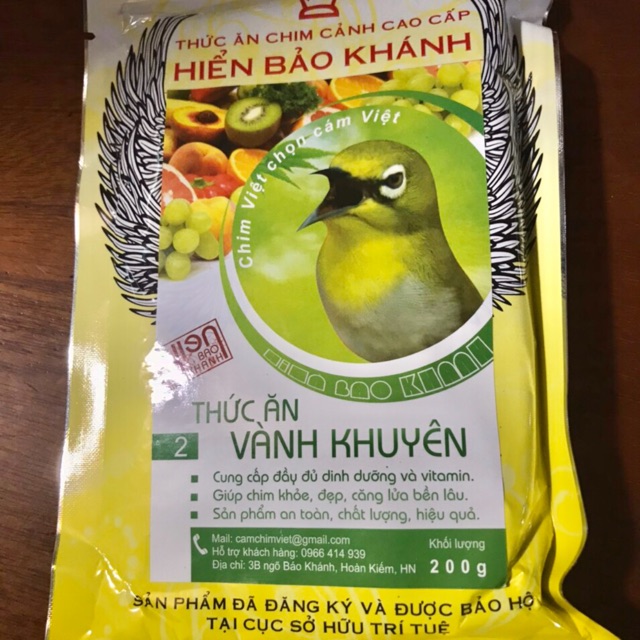 THỨC ĂN CHIM CẢNH CAO CẤP
HIỂN BẢO KHÁNH
Chim Việt chọn cám Việt
BẢO KHÁNH
THỨC ĂN
2 VÀNH KHUYÊN
Cung cấp đầy đủ dinh dưỡng và vitamin.
Giúp chim khỏe, đẹp, căng lửa bền lâu.
Sản phẩm an toàn, chất lượng, hiệu quả.
Mail: camchimviet@gmail.com
Hỗ trợ khách hàng: 0966 414 939
Địa chỉ: 3B ngõ Bảo Khánh, Hoàn Kiếm, HN
Khối lượng
200g
SẢN PHẨM ĐÃ ĐĂNG KÝ VÀ ĐƯỢC BẢO HỘ
TẠI CỤC SỞ HỮU TRÍ TUỆ